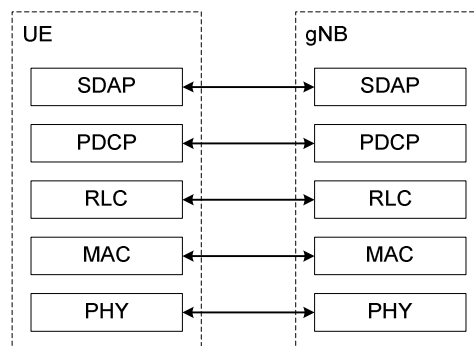 UE gNB
SDAP SDAP
PDCP PDCP
RLC RLC
MAC MAC
PHY PHY